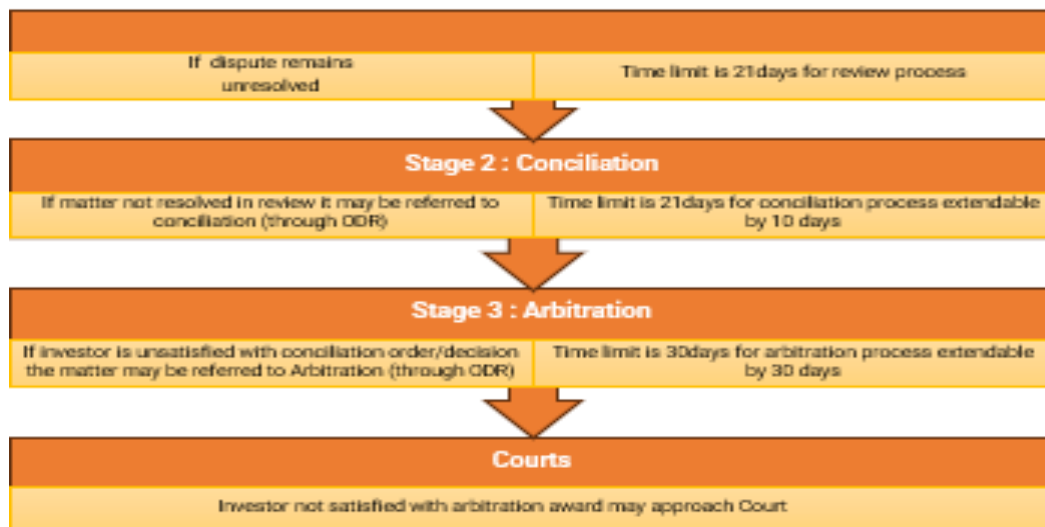 If dispute remains
unresolved
Time limit is 21days for review process
Stage 2 : Conciliation
If matter not resolved in review it may be referred to
conciliation (through ODR)
Time limit is 21days for conciliation process extendable
by 10 days
Stage 3 : Arbitration
If investor is unsatisfied with conciliation order/decision
the matter may be referred to Arbitration (through ODR)
Time limit is 30days for arbitration process extendable
by 30 days
Courts
Investor not satisfied with arbitration award may approach Court